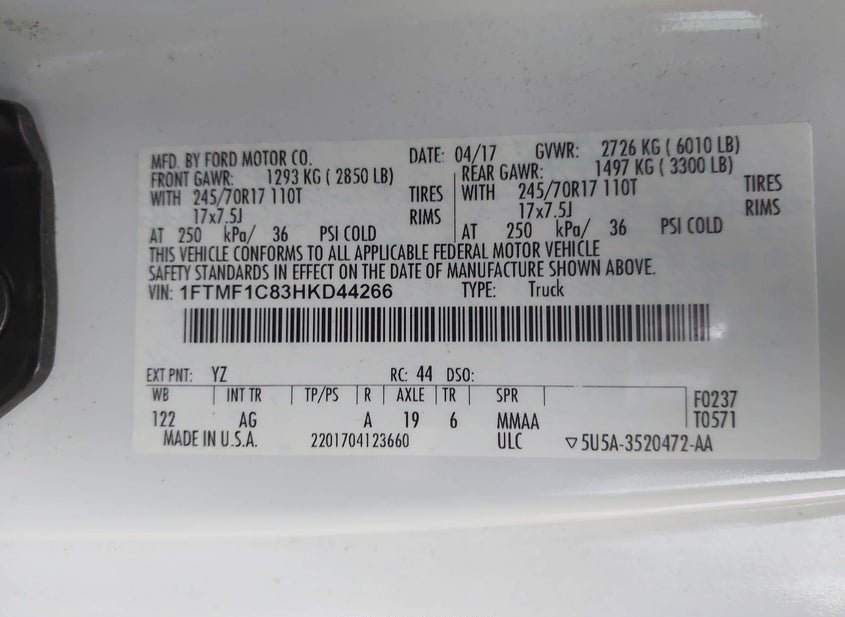 MFD. BY FORD MOTOR CO. DATE: 04/17 GVWR: 2726 KG ( 6010 LB)
FRONT GAWR: 1293 KG ( 2850 LB) REAR GAWR: 1497 KG ( 3300 LB)
WITH 245/70R17 110T TIRES WITH 245/70R17 110T TIRES
17x7.5J RIMS 17x7.5J RIMS
AT 250 kPa/ 36 PSI COLD AT 250 kPa/ 36 PSI COLD
THIS VEHICLE CONFORMS TO ALL APPLICABLE FEDERAL MOTOR VEHICLE
SAFETY STANDARDS IN EFFECT ON THE DATE OF MANUFACTURE SHOWN ABOVE.
VIN: 1FTMF1C83HKD44266 TYPE: Truck
EXT PNT: YZ RC: 44 DSO:
WB INT TR TP/PS R AXLE TR SPR F0237
122 AG A 19 6 MMAA T0571
MADE IN U.S.A. 2201704123660 ULC ▽5U5A-3520472-AA